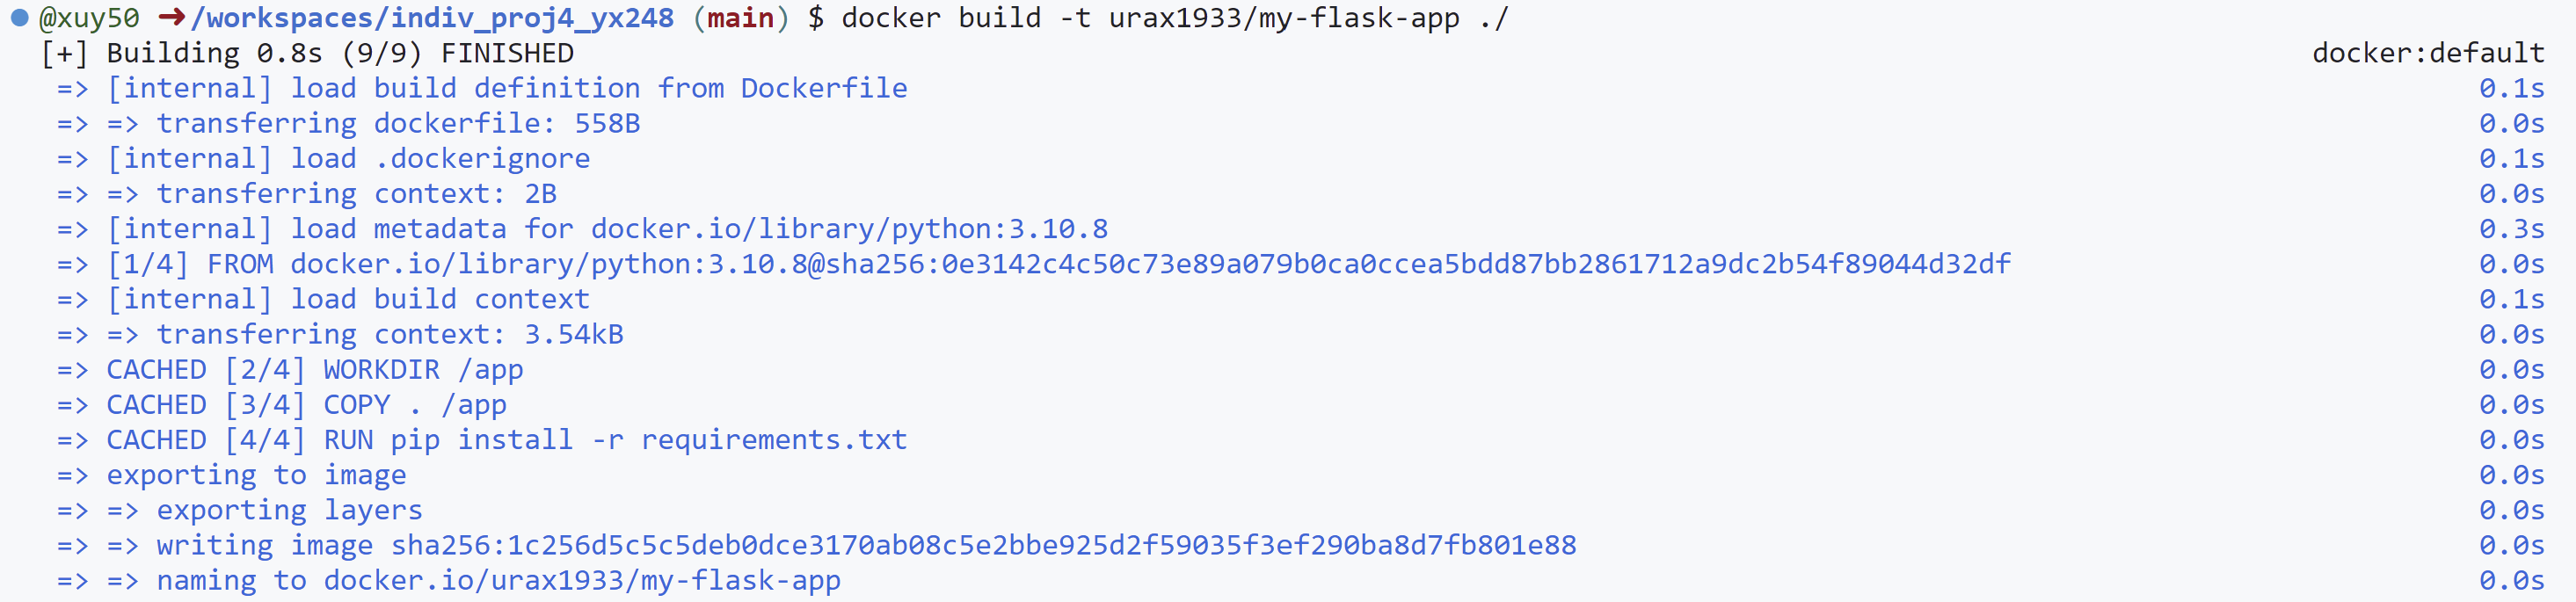 @xuy50 ➜/workspaces/indiv_proj4_yx248 (main) $ docker build -t urax1933/my-flask-app ./
[+] Building 0.8s (9/9) FINISHED docker:default
=> [internal] load build definition from Dockerfile 0.1s
=> => transferring dockerfile: 558B 0.0s
=> [internal] load .dockerignore 0.1s
=> => transferring context: 2B 0.0s
=> [internal] load metadata for docker.io/library/python:3.10.8 0.3s
=> [1/4] FROM docker.io/library/python:3.10.8@sha256:0e3142c4c50c73e89a079b0ca0ccea5bdd87bb2861712a9dc2b54f89044d32df 0.0s
=> [internal] load build context 0.1s
=> => transferring context: 3.54kB 0.0s
=> CACHED [2/4] WORKDIR /app 0.0s
=> CACHED [3/4] COPY . /app 0.0s
=> CACHED [4/4] RUN pip install -r requirements.txt 0.0s
=> exporting to image 0.0s
=> => exporting layers 0.0s
=> => writing image sha256:1c256d5c5c5deb0dce3170ab08c5e2bbe925d2f59035f3ef290ba8d7fb801e88 0.0s
=> => naming to docker.io/urax1933/my-flask-app 0.0s